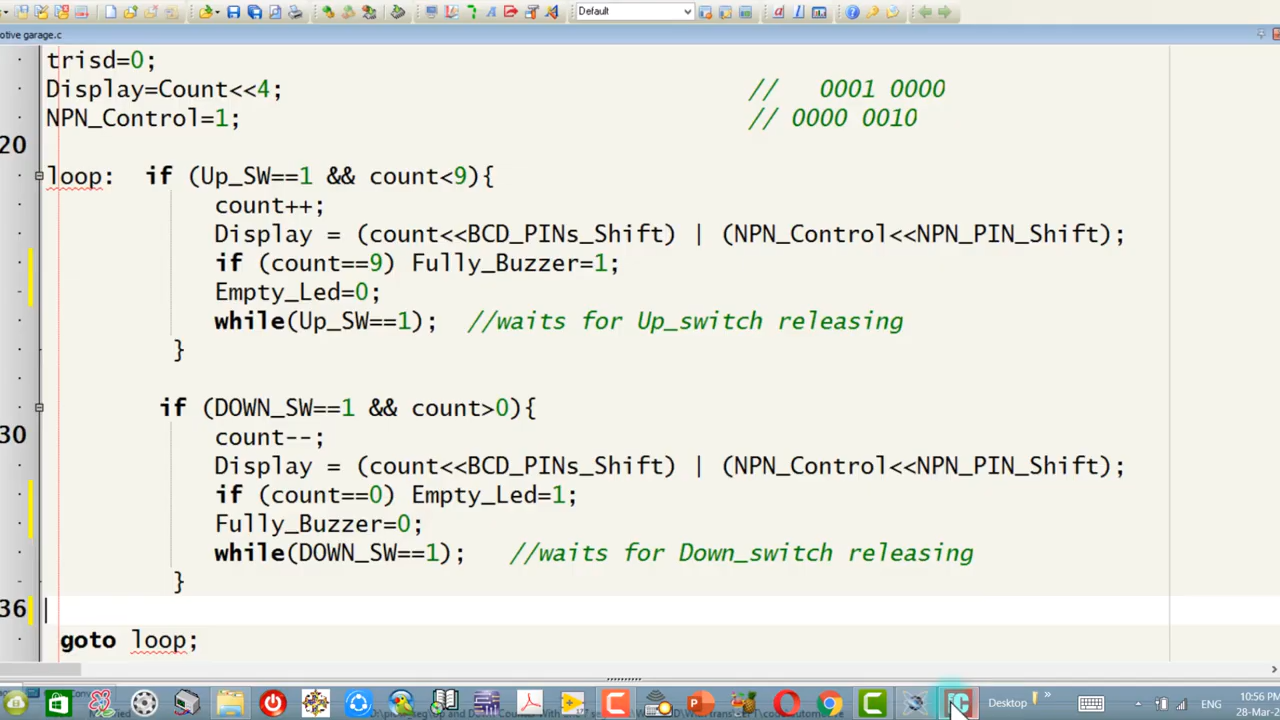 Default
otive garage.c
trisd=0;
Display=Count<<4; //   0001 0000
NPN_Control=1; // 0000 0010
20
loop:  if (Up_SW==1 && count<9){
count++;
Display = (count<<BCD_PINs_Shift) | (NPN_Control<<NPN_PIN_Shift);
if (count==9) Fully_Buzzer=1;
Empty_Led=0;
while(Up_SW==1);  //waits for Up_switch releasing
}
if (DOWN_SW==1 && count>0){
30 count--;
Display = (count<<BCD_PINs_Shift) | (NPN_Control<<NPN_PIN_Shift);
if (count==0) Empty_Led=1;
Fully_Buzzer=0;
while(DOWN_SW==1);   //waits for Down_switch releasing
}
36
goto loop;
Desktop
ENG
10:56 PM
28-Mar-